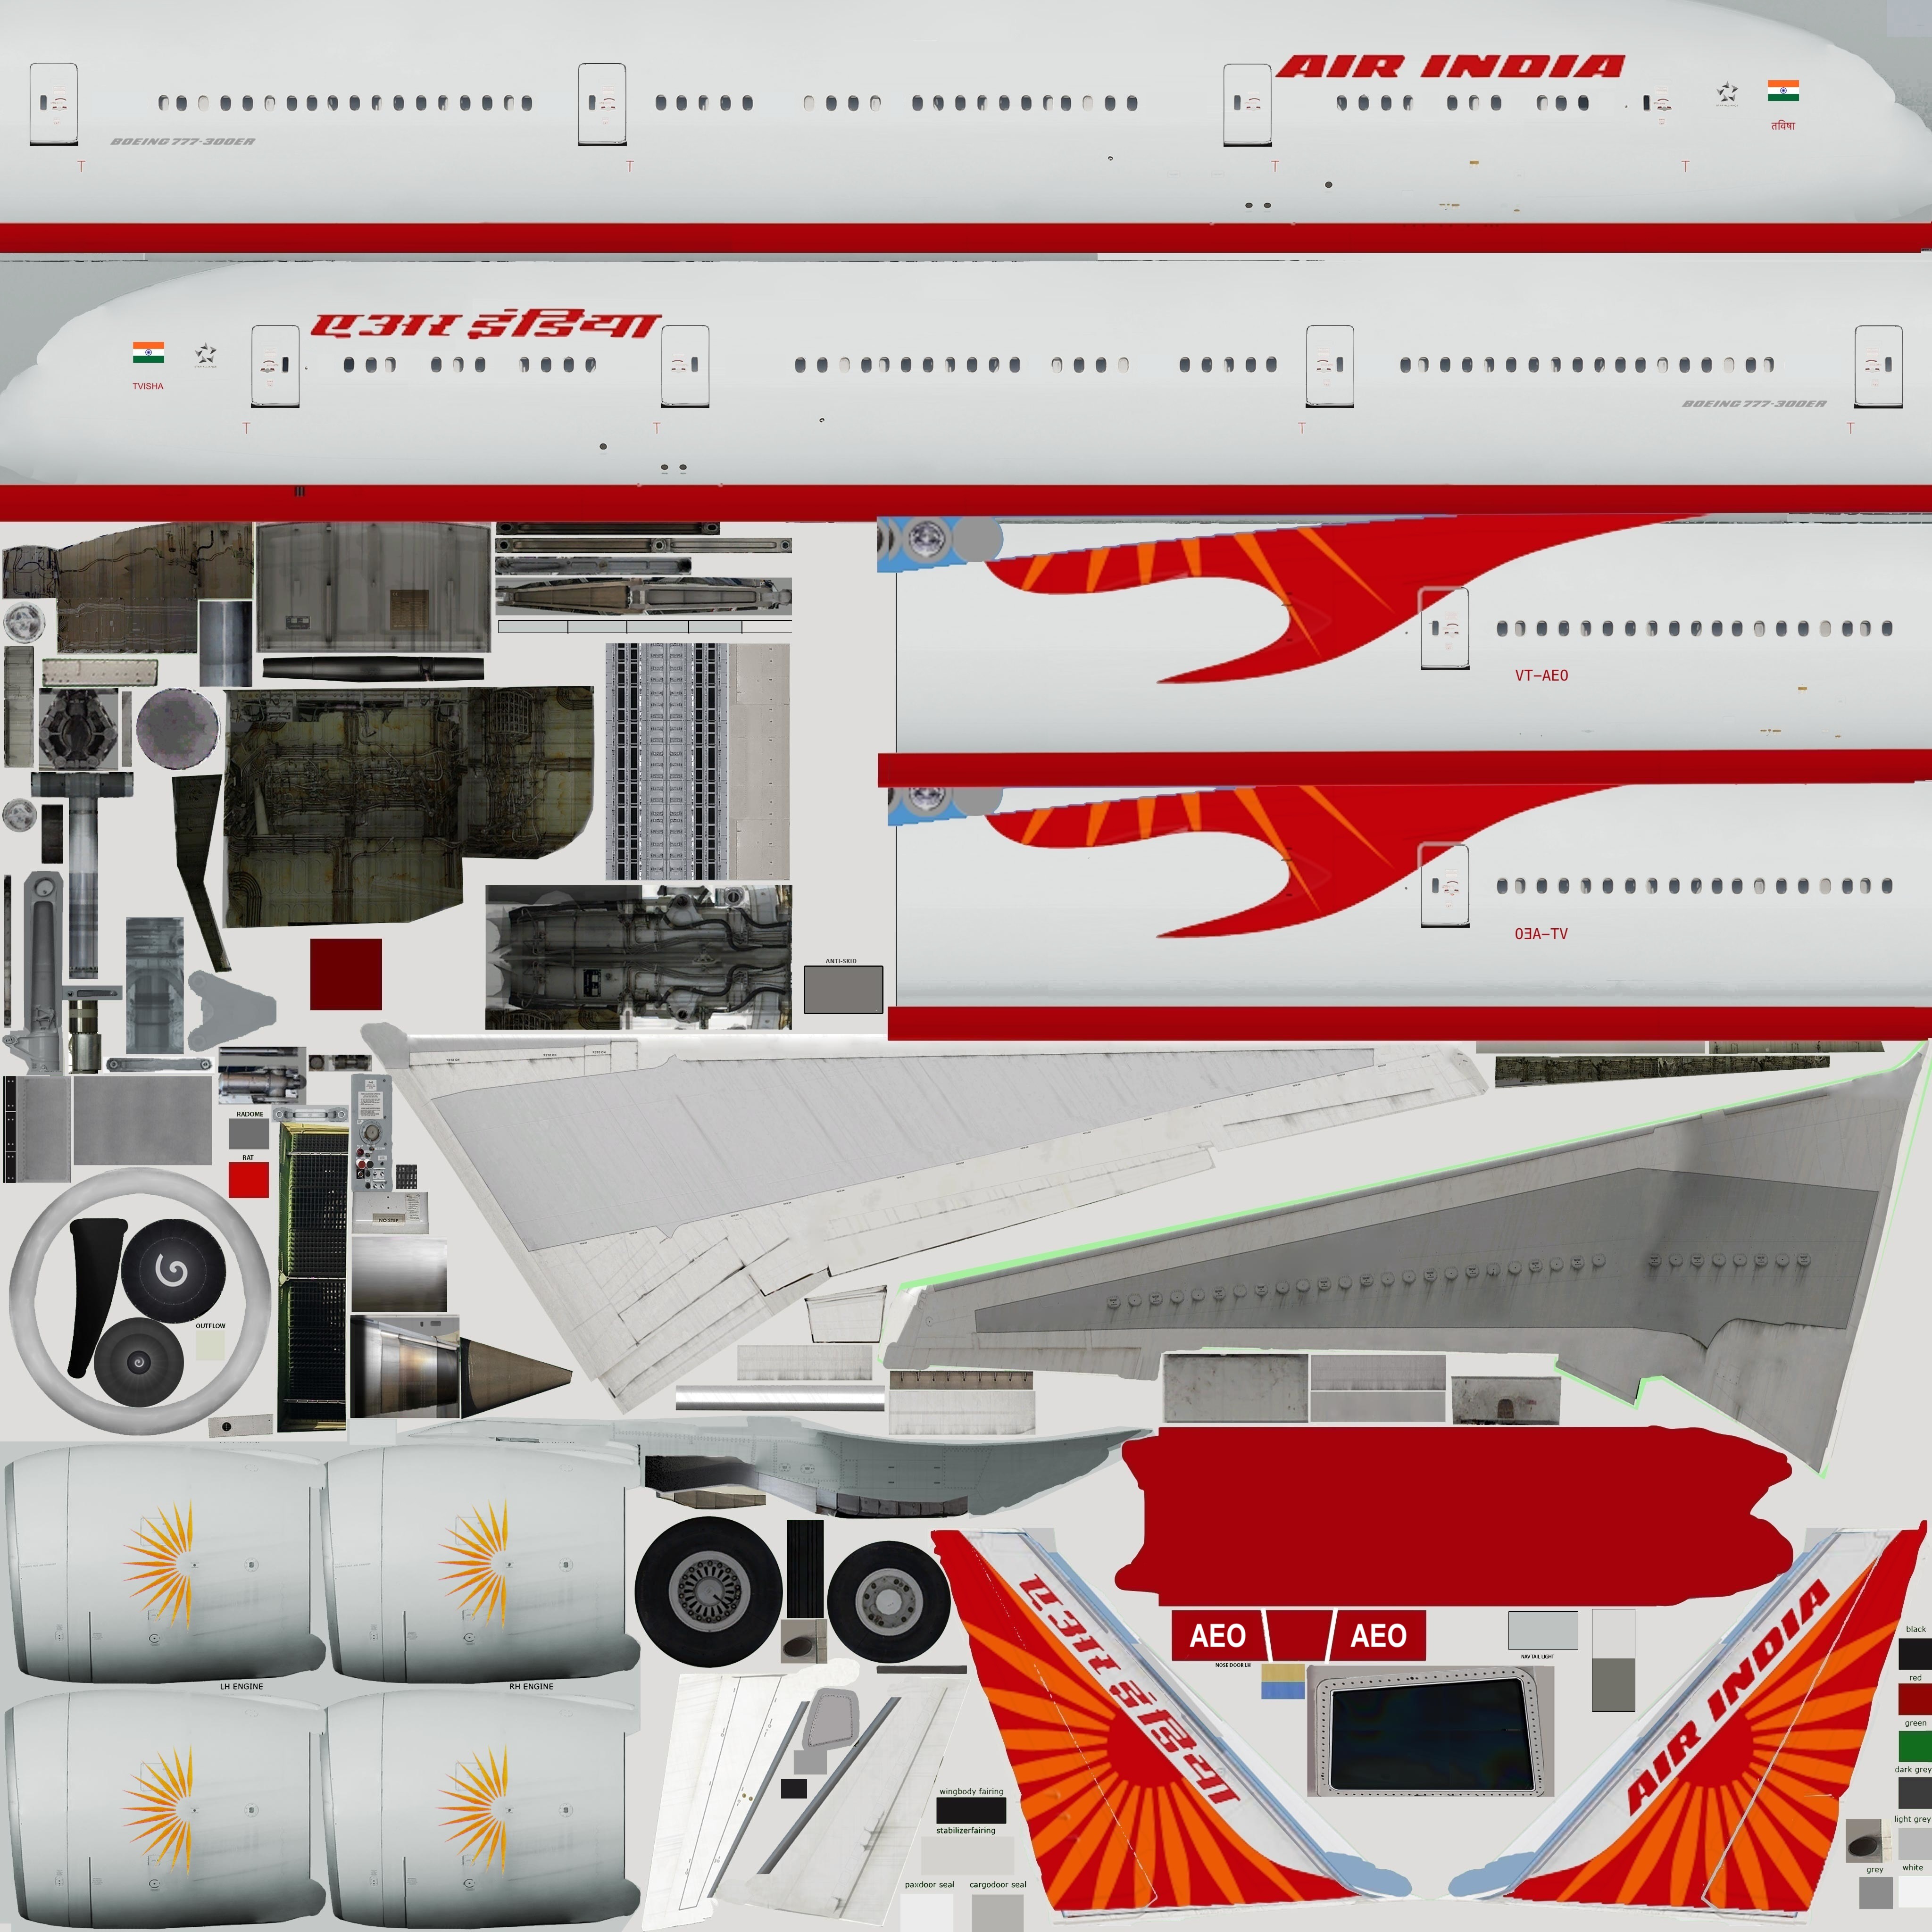 AIR INDIA
तविषा
BOEING 777-300ER
T
T
T
T
एअर इंडिया
TVISHA
BOEING 777-300ER
T
T
T
T
VT-AEO
OƎA-TV
ANTI-SKID
RADOME
RAT
NO STEP
OUTFLOW
LH ENGINE
RH ENGINE
एअर इंडिया
AIR INDIA
AEO
AEO
NOSE DOOR LH
NAV TAIL LIGHT
black
red
green
dark grey
light grey
grey
white
wingbody fairing
stabilizerfairing
paxdoor seal
cargodoor seal